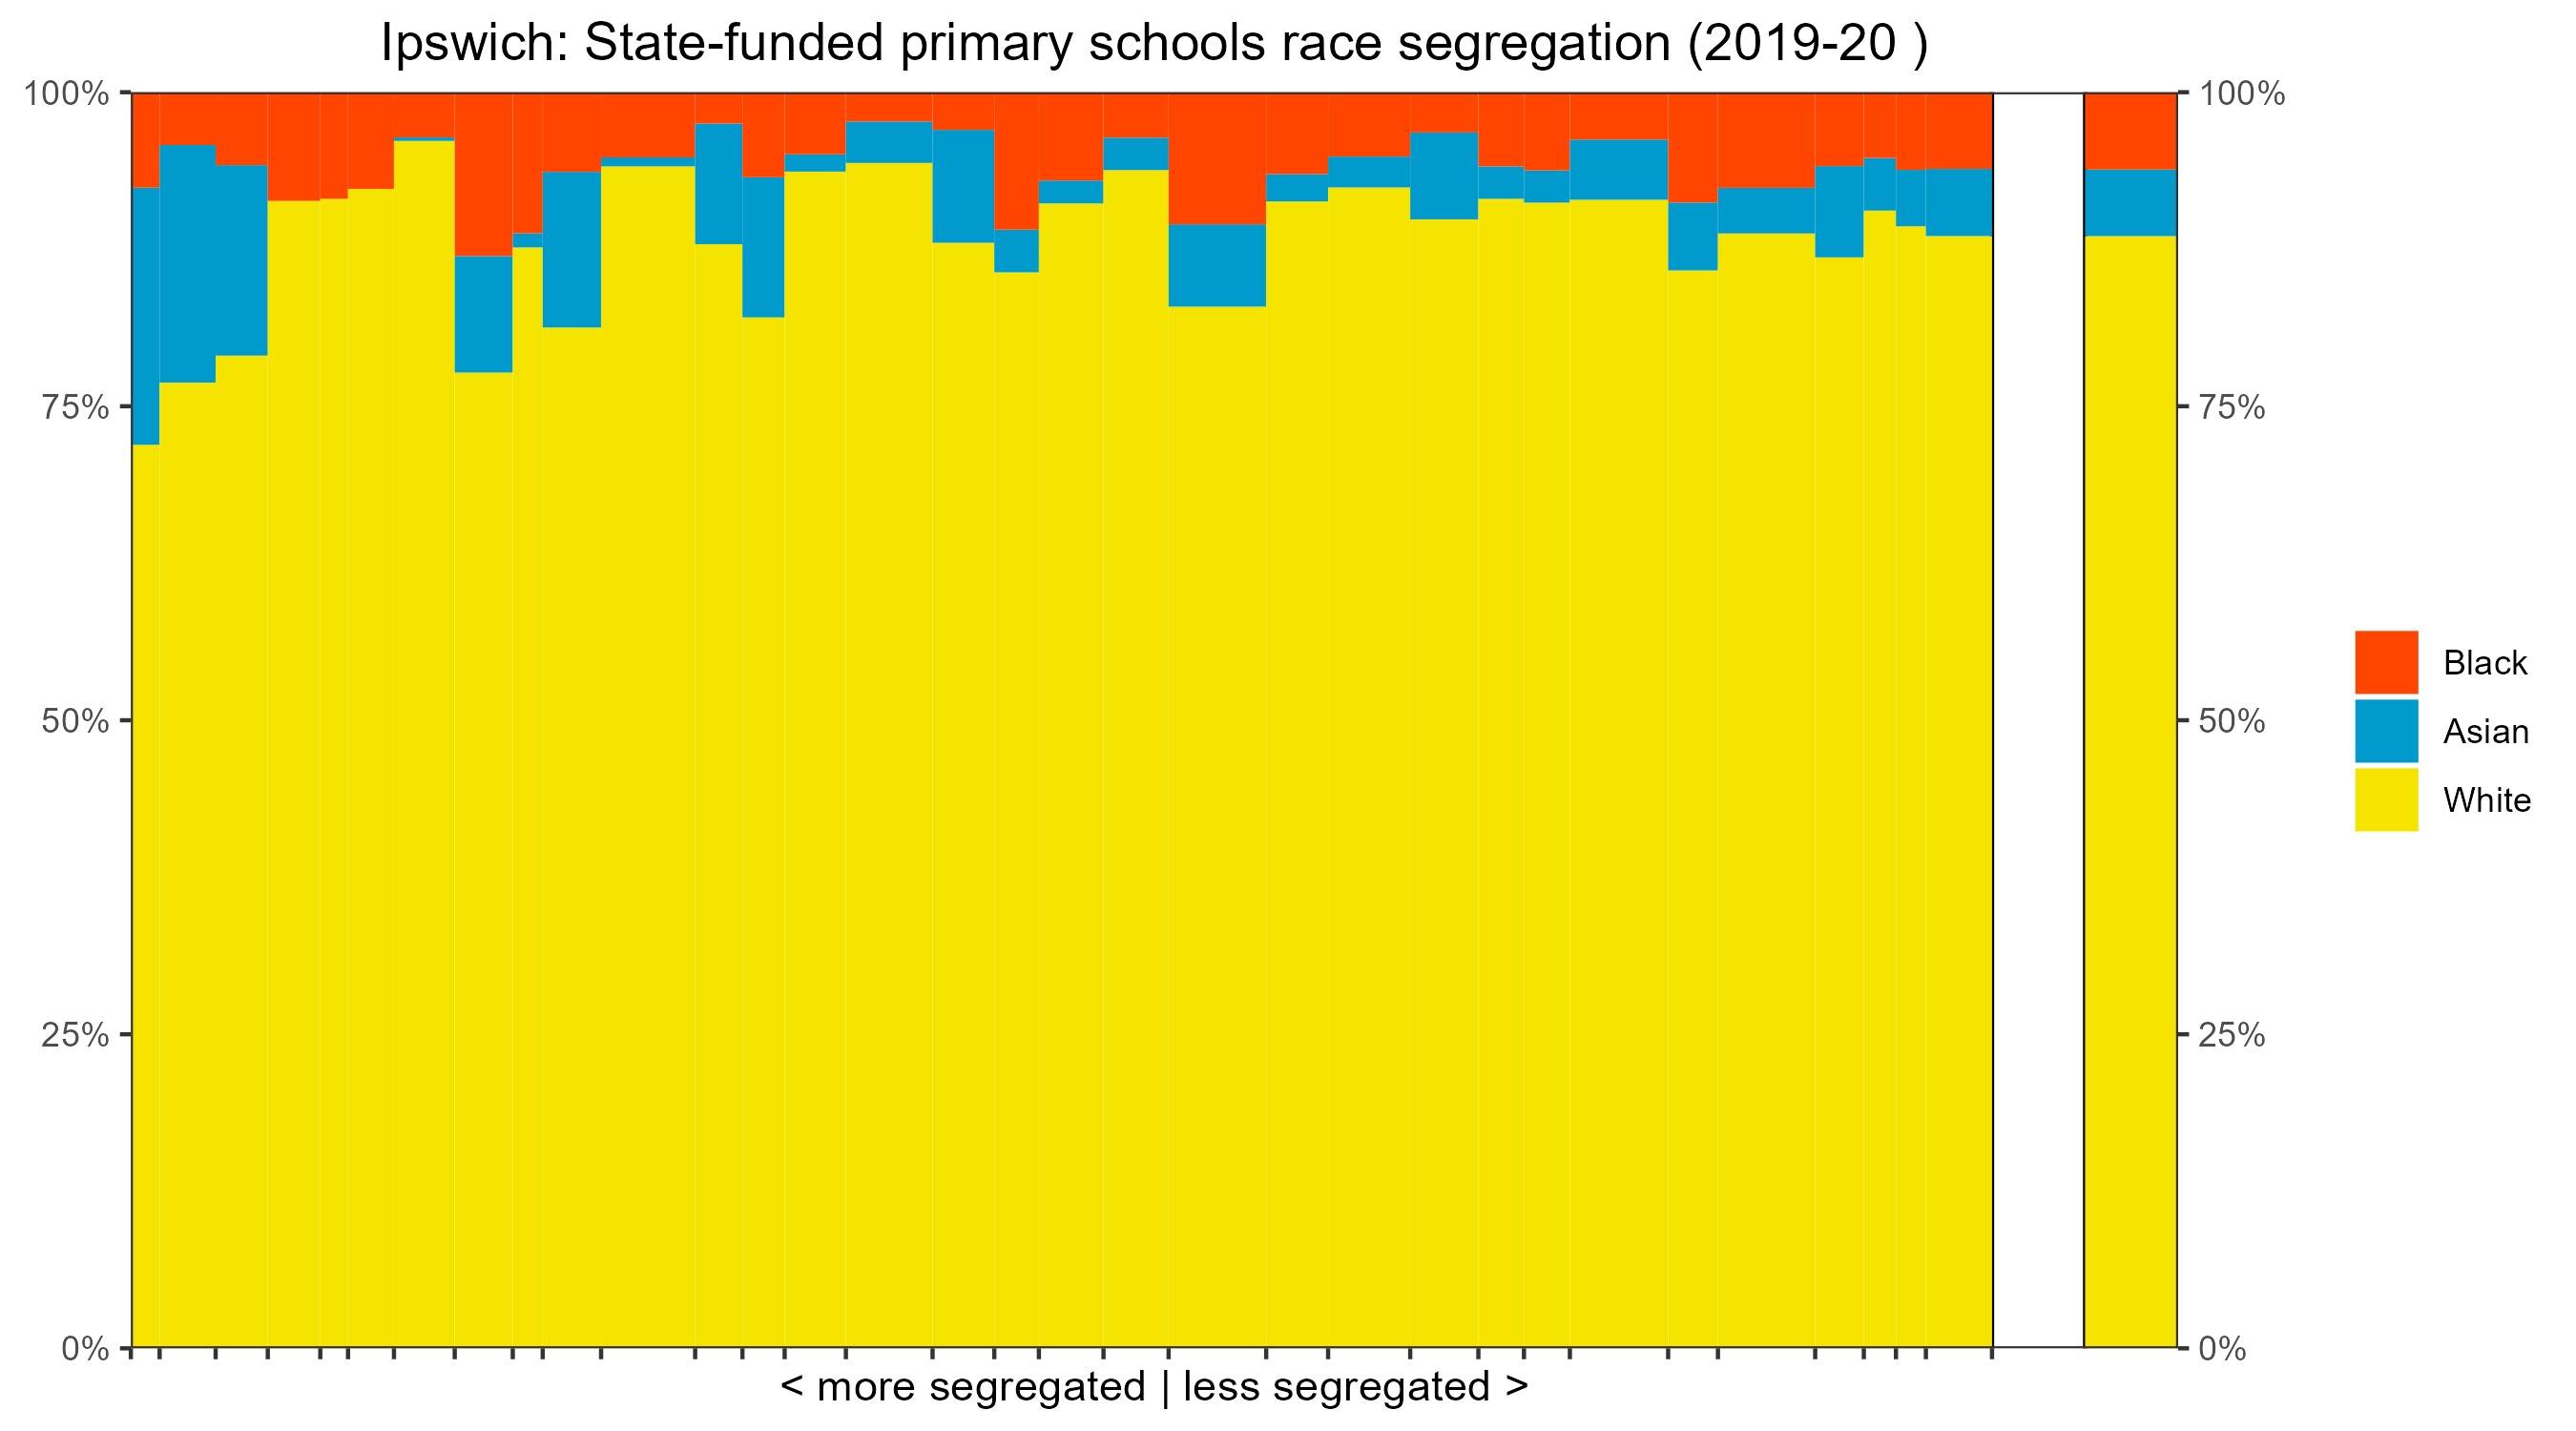 Ipswich: State-funded primary schools race segregation (2019-20 )
100%
75%
50%
25%
0%
100%
75%
50%
25%
0%
Black
Asian
White
< more segregated | less segregated >